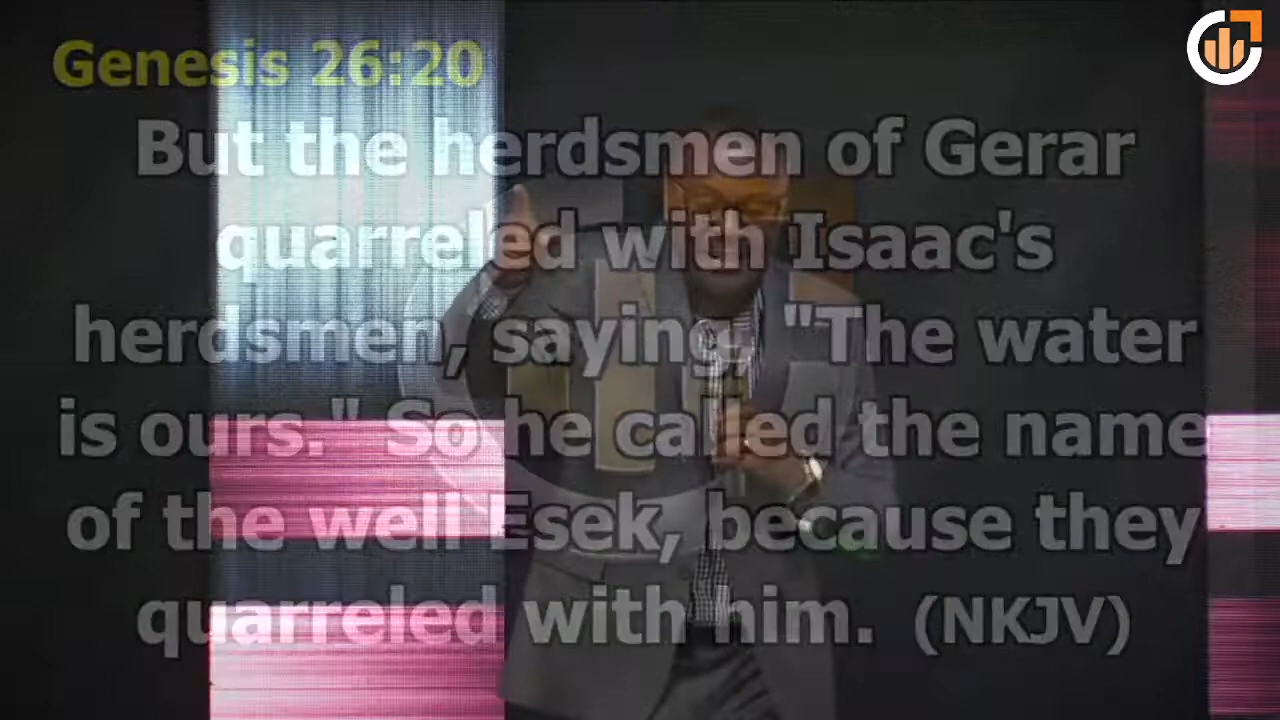 Genesis 26:20
But the herdsmen of Gerar
quarreled with Isaac's
herdsmen, saying, "The water
is ours." So he called the name
of the well Esek, because they
quarreled with him. (NKJV)